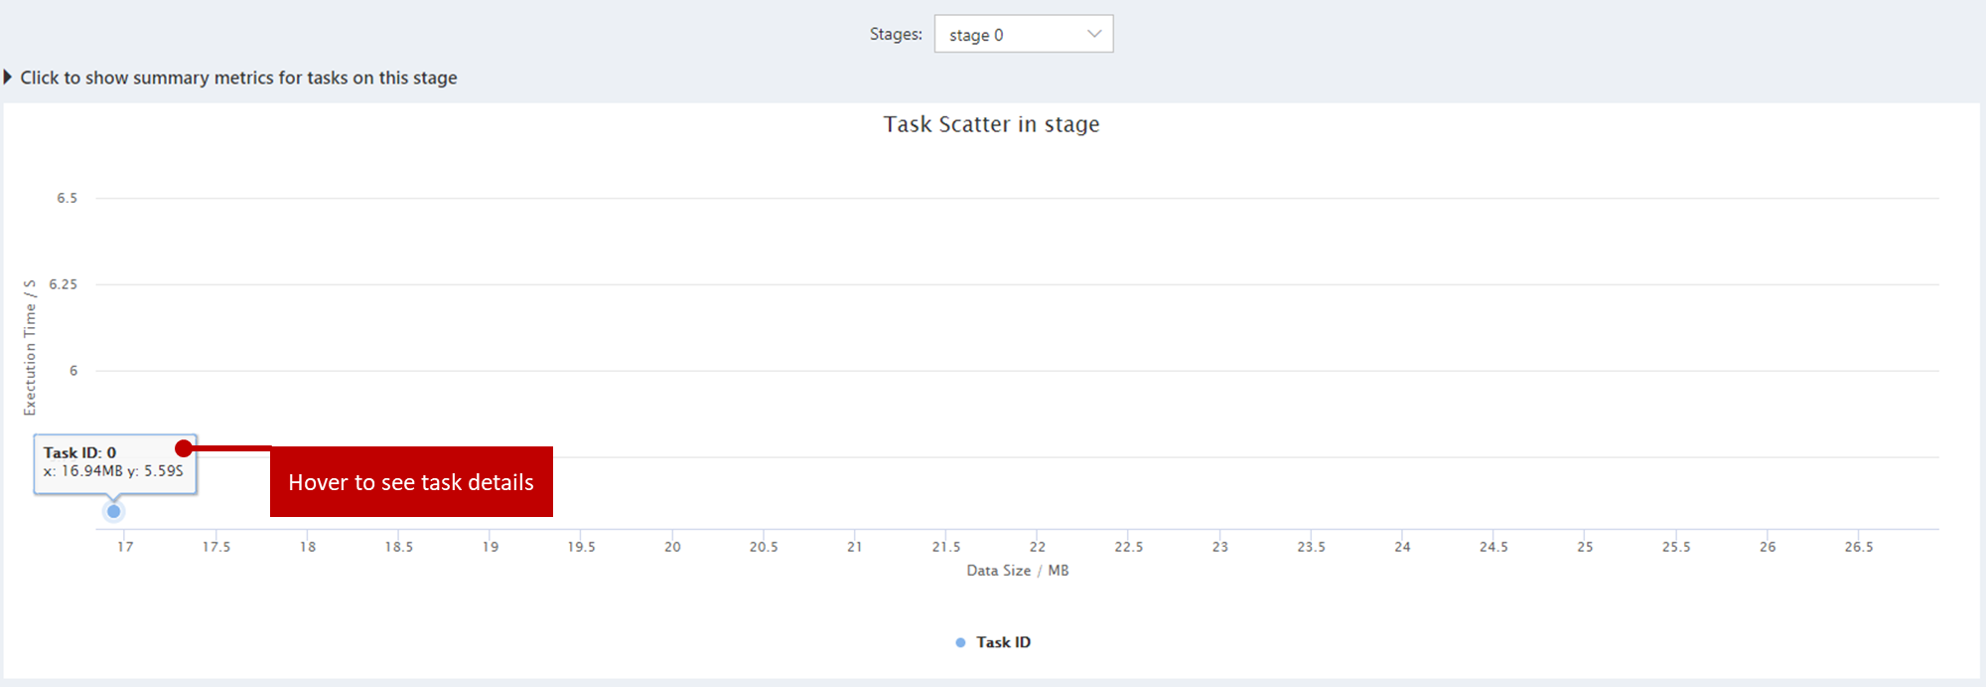 Stages: stage 0
Click to show summary metrics for tasks on this stage
Task Scatter in stage
6.5
6.25
6
Exectution Time / S
Task ID: 0
x: 16.94MB y: 5.59S
Hover to see task details
17 17.5 18 18.5 19 19.5 20 20.5 21 21.5 22 22.5 23 23.5 24 24.5 25 25.5 26 26.5
Data Size / MB
Task ID